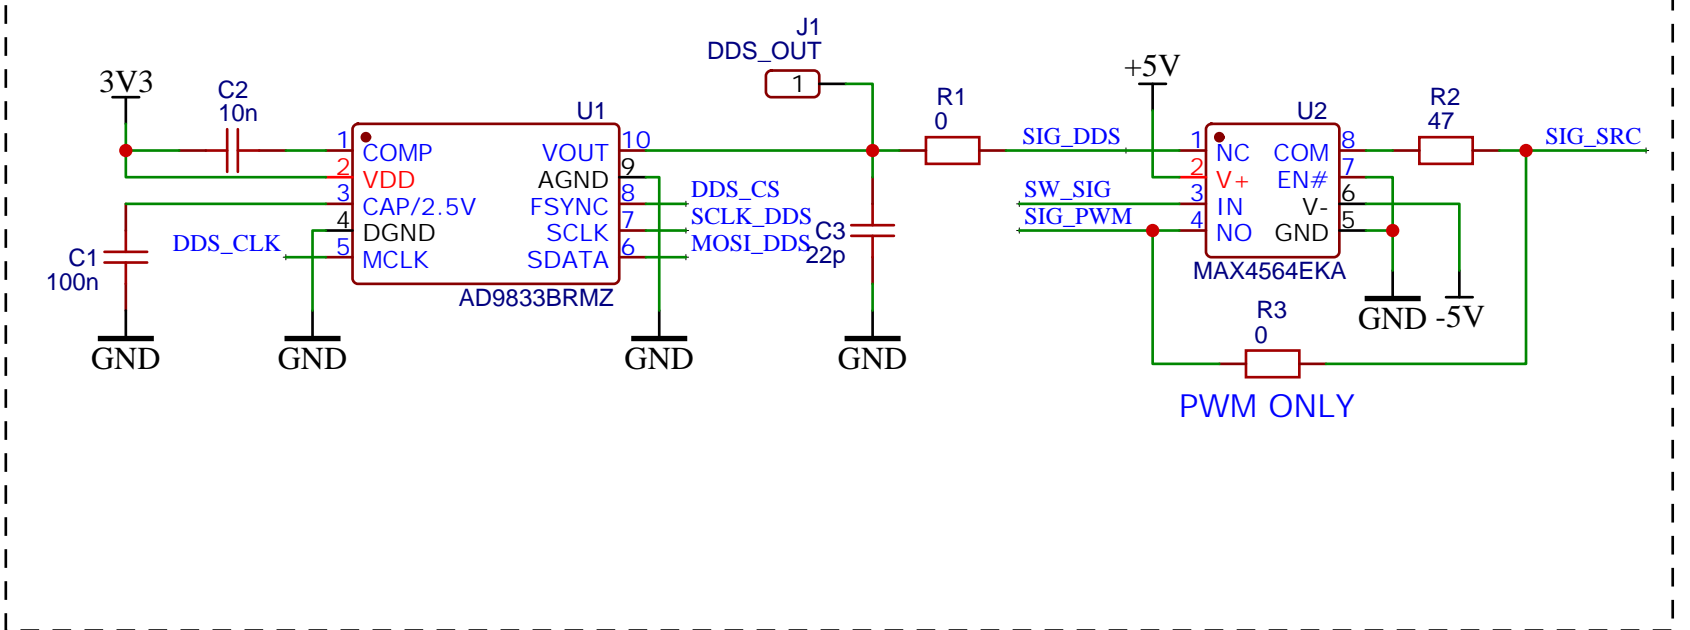 J1
DDS_OUT
1
3V3
C2
10n
U1
1
COMP
2
VDD
3
CAP/2.5V
4
DGND
5
MCLK
10
VOUT
9
AGND
8
FSYNC
7
SCLK
6
SDATA
AD9833BRMZ
DDS_CLK
C1
100n
DDS_CS
SCLK_DDS
MOSI_DDS
C3
22p
GND
GND
GND
GND
R1
0
SIG_DDS
SW_SIG
SIG_PWM
+5V
U2
1
NC
2
V+
3
IN
4
NO
8
COM
7
EN#
6
V-
5
GND
MAX4564EKA
R2
47
SIG_SRC
GND
-5V
R3
0
PWM ONLY